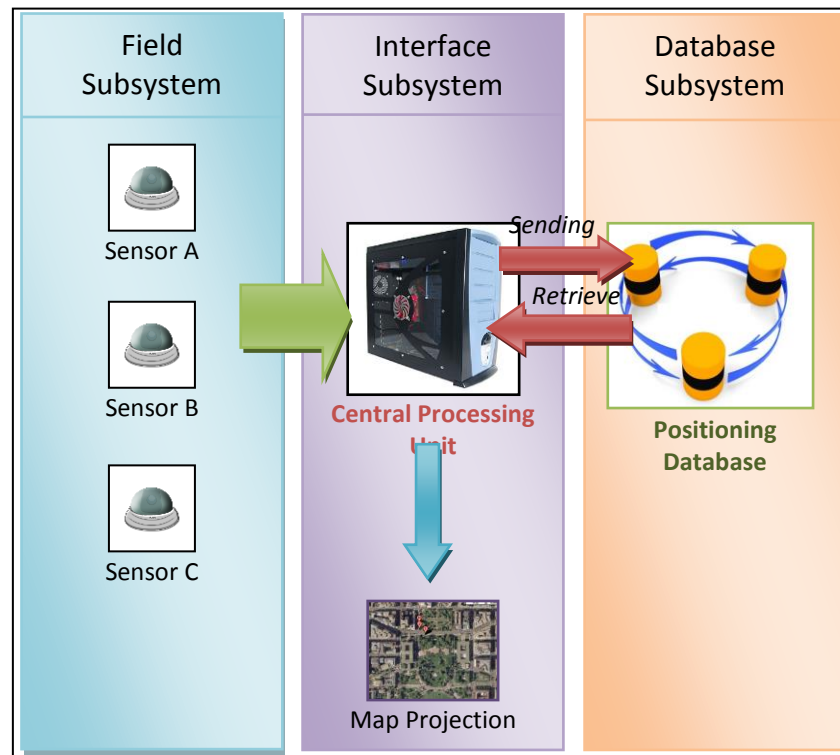 Field
Subsystem
Interface
Subsystem
Database
Subsystem
Sensor A
Sensor B
Sensor C
Sending
Retrieve
Central Processing
Unit
Positioning
Database
Map Projection